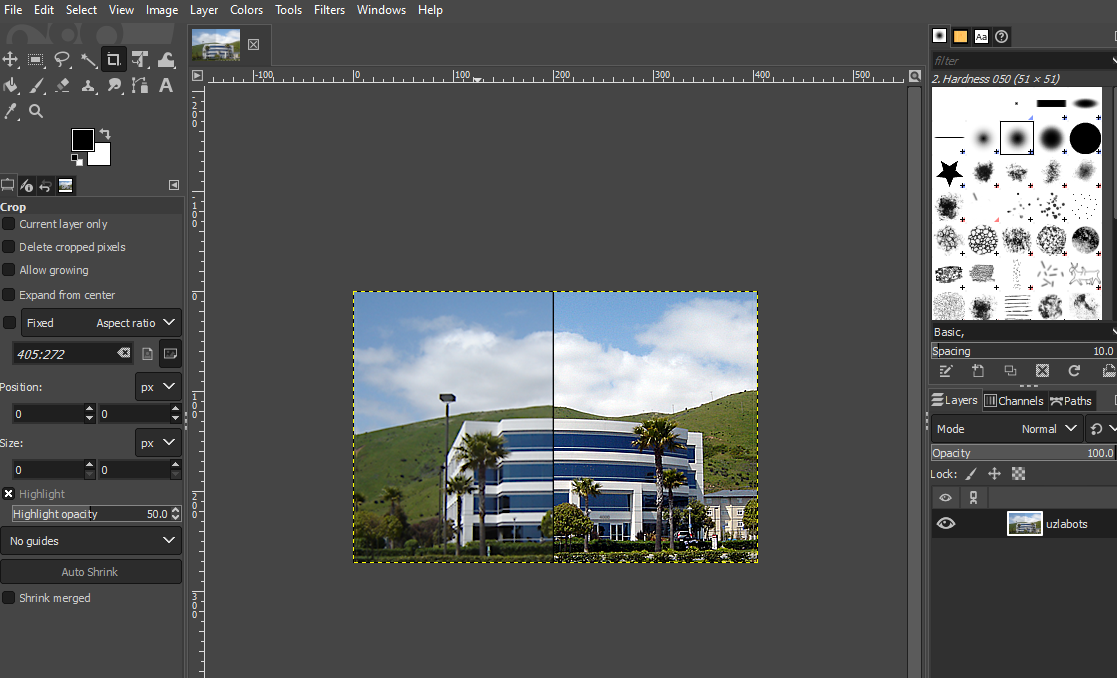 File Edit Select View Image Layer Colors Tools Filters Windows Help
-100 0 100 200 300 400 500
200
100
0
100
200
300
Crop
Current layer only
Delete cropped pixels
Allow growing
Expand from center
Fixed Aspect ratio
405:272
Position: px
0 0
Size: px
0 0
Highlight
Highlight opacity 50.0
No guides
Auto Shrink
Shrink merged
Aa
filter
2. Hardness 050 (51 × 51)
Basic,
Spacing 10.0
Layers Channels Paths
Mode Normal
Opacity 100.0
Lock:
uzlabots